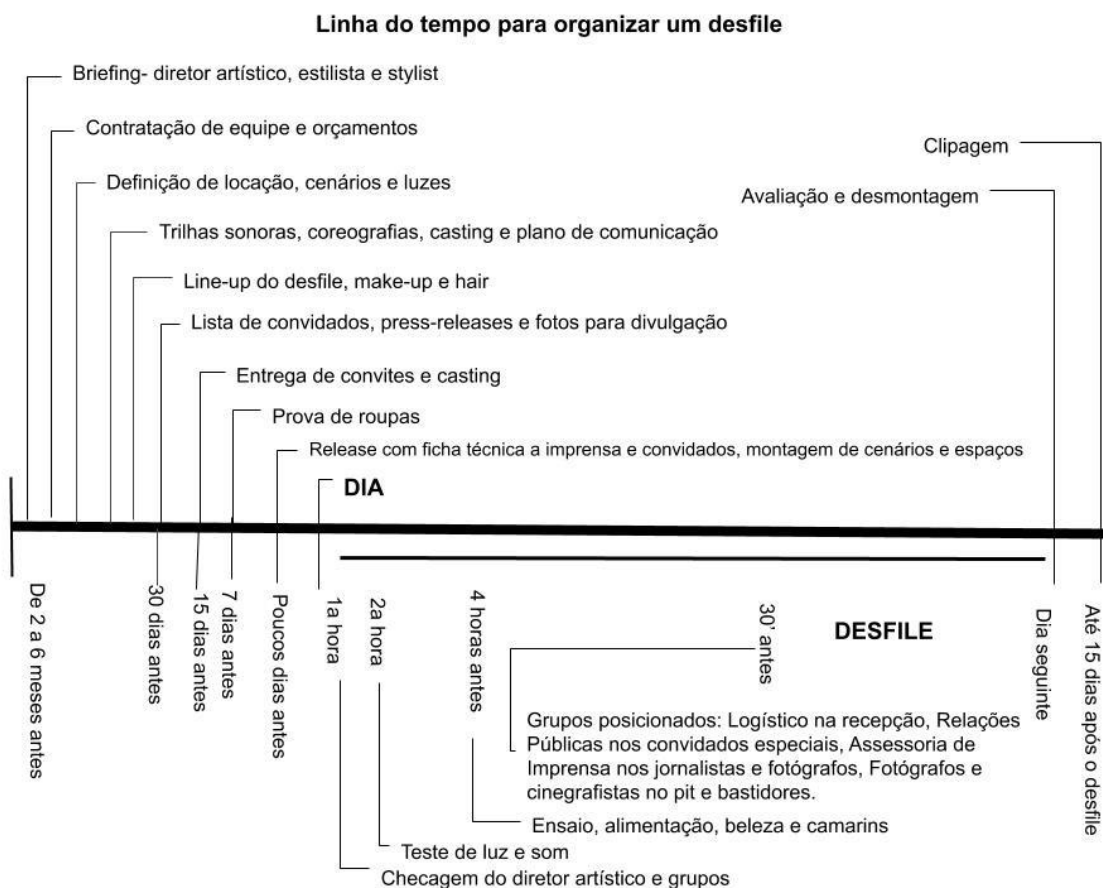 Linha do tempo para organizar um desfile
Briefing- diretor artístico, estilista e stylist
Contratação de equipe e orçamentos
Clipagem
Definição de locação, cenários e luzes
Avaliação e desmontagem
Trilhas sonoras, coreografias, casting e plano de comunicação
Line-up do desfile, make-up e hair
Lista de convidados, press-releases e fotos para divulgação
Entrega de convites e casting
Prova de roupas
Release com ficha técnica a imprensa e convidados, montagem de cenários e espaços
DIA
De 2 a 6 meses antes
30 dias antes
15 dias antes
7 dias antes
Poucos dias antes
1a hora
2a hora
4 horas antes
30' antes
DESFILE
Dia seguinte
Até 15 dias após o desfile
Grupos posicionados: Logístico na recepção, Relações
Públicas nos convidados especiais, Assessoria de
Imprensa nos jornalistas e fotógrafos, Fotógrafos e
cinegrafistas no pit e bastidores.
Ensaio, alimentação, beleza e camarins
Teste de luz e som
Checagem do diretor artístico e grupos